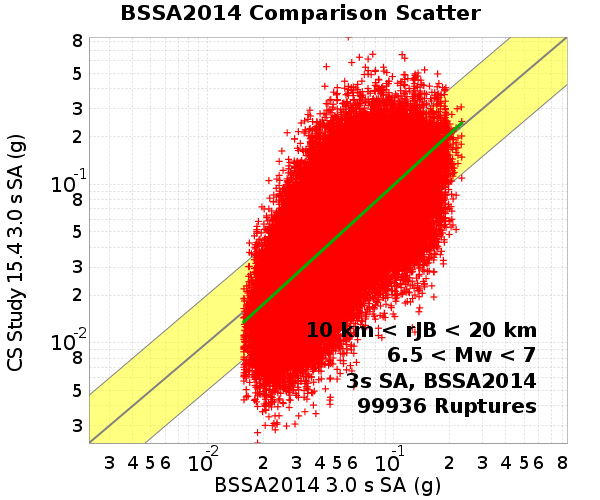 BSSA2014 Comparison Scatter
8
5
3
2
10-1
8
5
3
2
10-2
8
5
3
CS Study 15.4 3.0 s SA (g)
10 km < rJB < 20 km
6.5 < Mw < 7
3s SA, BSSA2014
99936 Ruptures
3 4 5 6 10-2 2 3 4 5 6 10-1 2 3 4 5 6 8
BSSA2014 3.0 s SA (g)